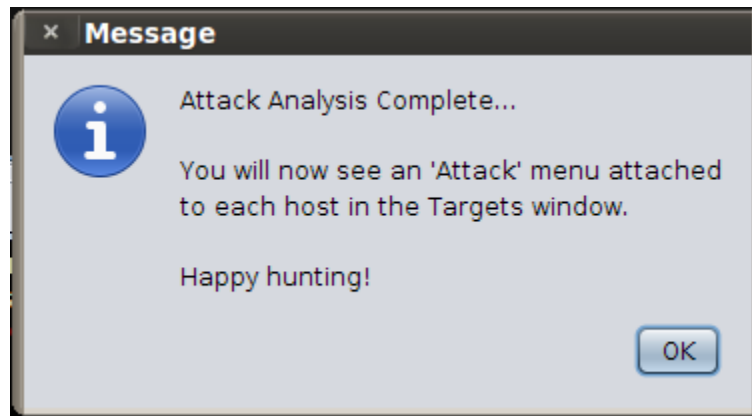 Message
Attack Analysis Complete...
You will now see an 'Attack' menu attached
to each host in the Targets window.
Happy hunting!
OK